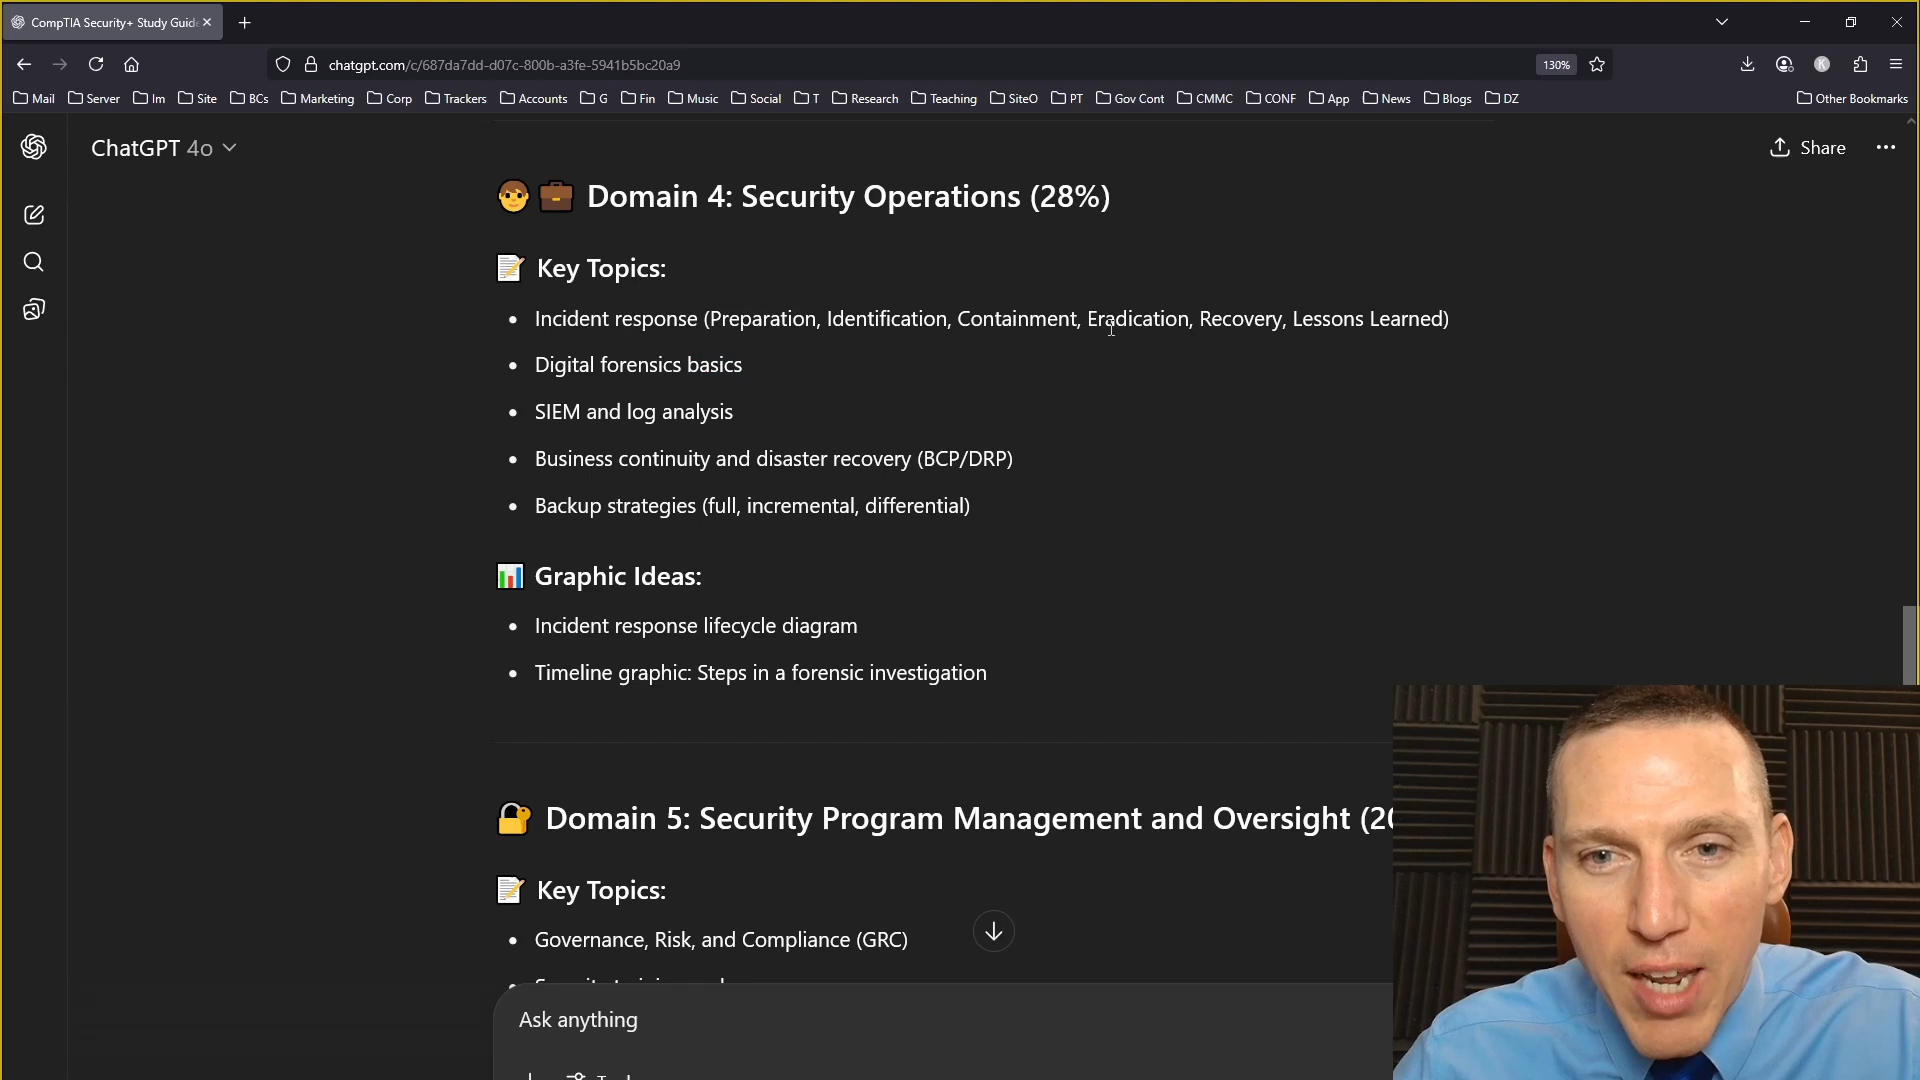 CompTIA Security+ Study Guide
chatgpt.com/c/687da7dd-d07c-800b-a3fe-5941b5bc20a9
130%
K
Mail Server Im Site BCs Marketing Corp Trackers Accounts G Fin Music Social T Research Teaching SiteO PT Gov Cont CMMC CONF App News Blogs DZ Other Bookmarks
ChatGPT 4o
Share
Domain 4: Security Operations (28%)
Key Topics:
• Incident response (Preparation, Identification, Containment, Eradication, Recovery, Lessons Learned)
• Digital forensics basics
• SIEM and log analysis
• Business continuity and disaster recovery (BCP/DRP)
• Backup strategies (full, incremental, differential)
Graphic Ideas:
• Incident response lifecycle diagram
• Timeline graphic: Steps in a forensic investigation
Domain 5: Security Program Management and Oversight (20
Key Topics:
• Governance, Risk, and Compliance (GRC)
Ask anything